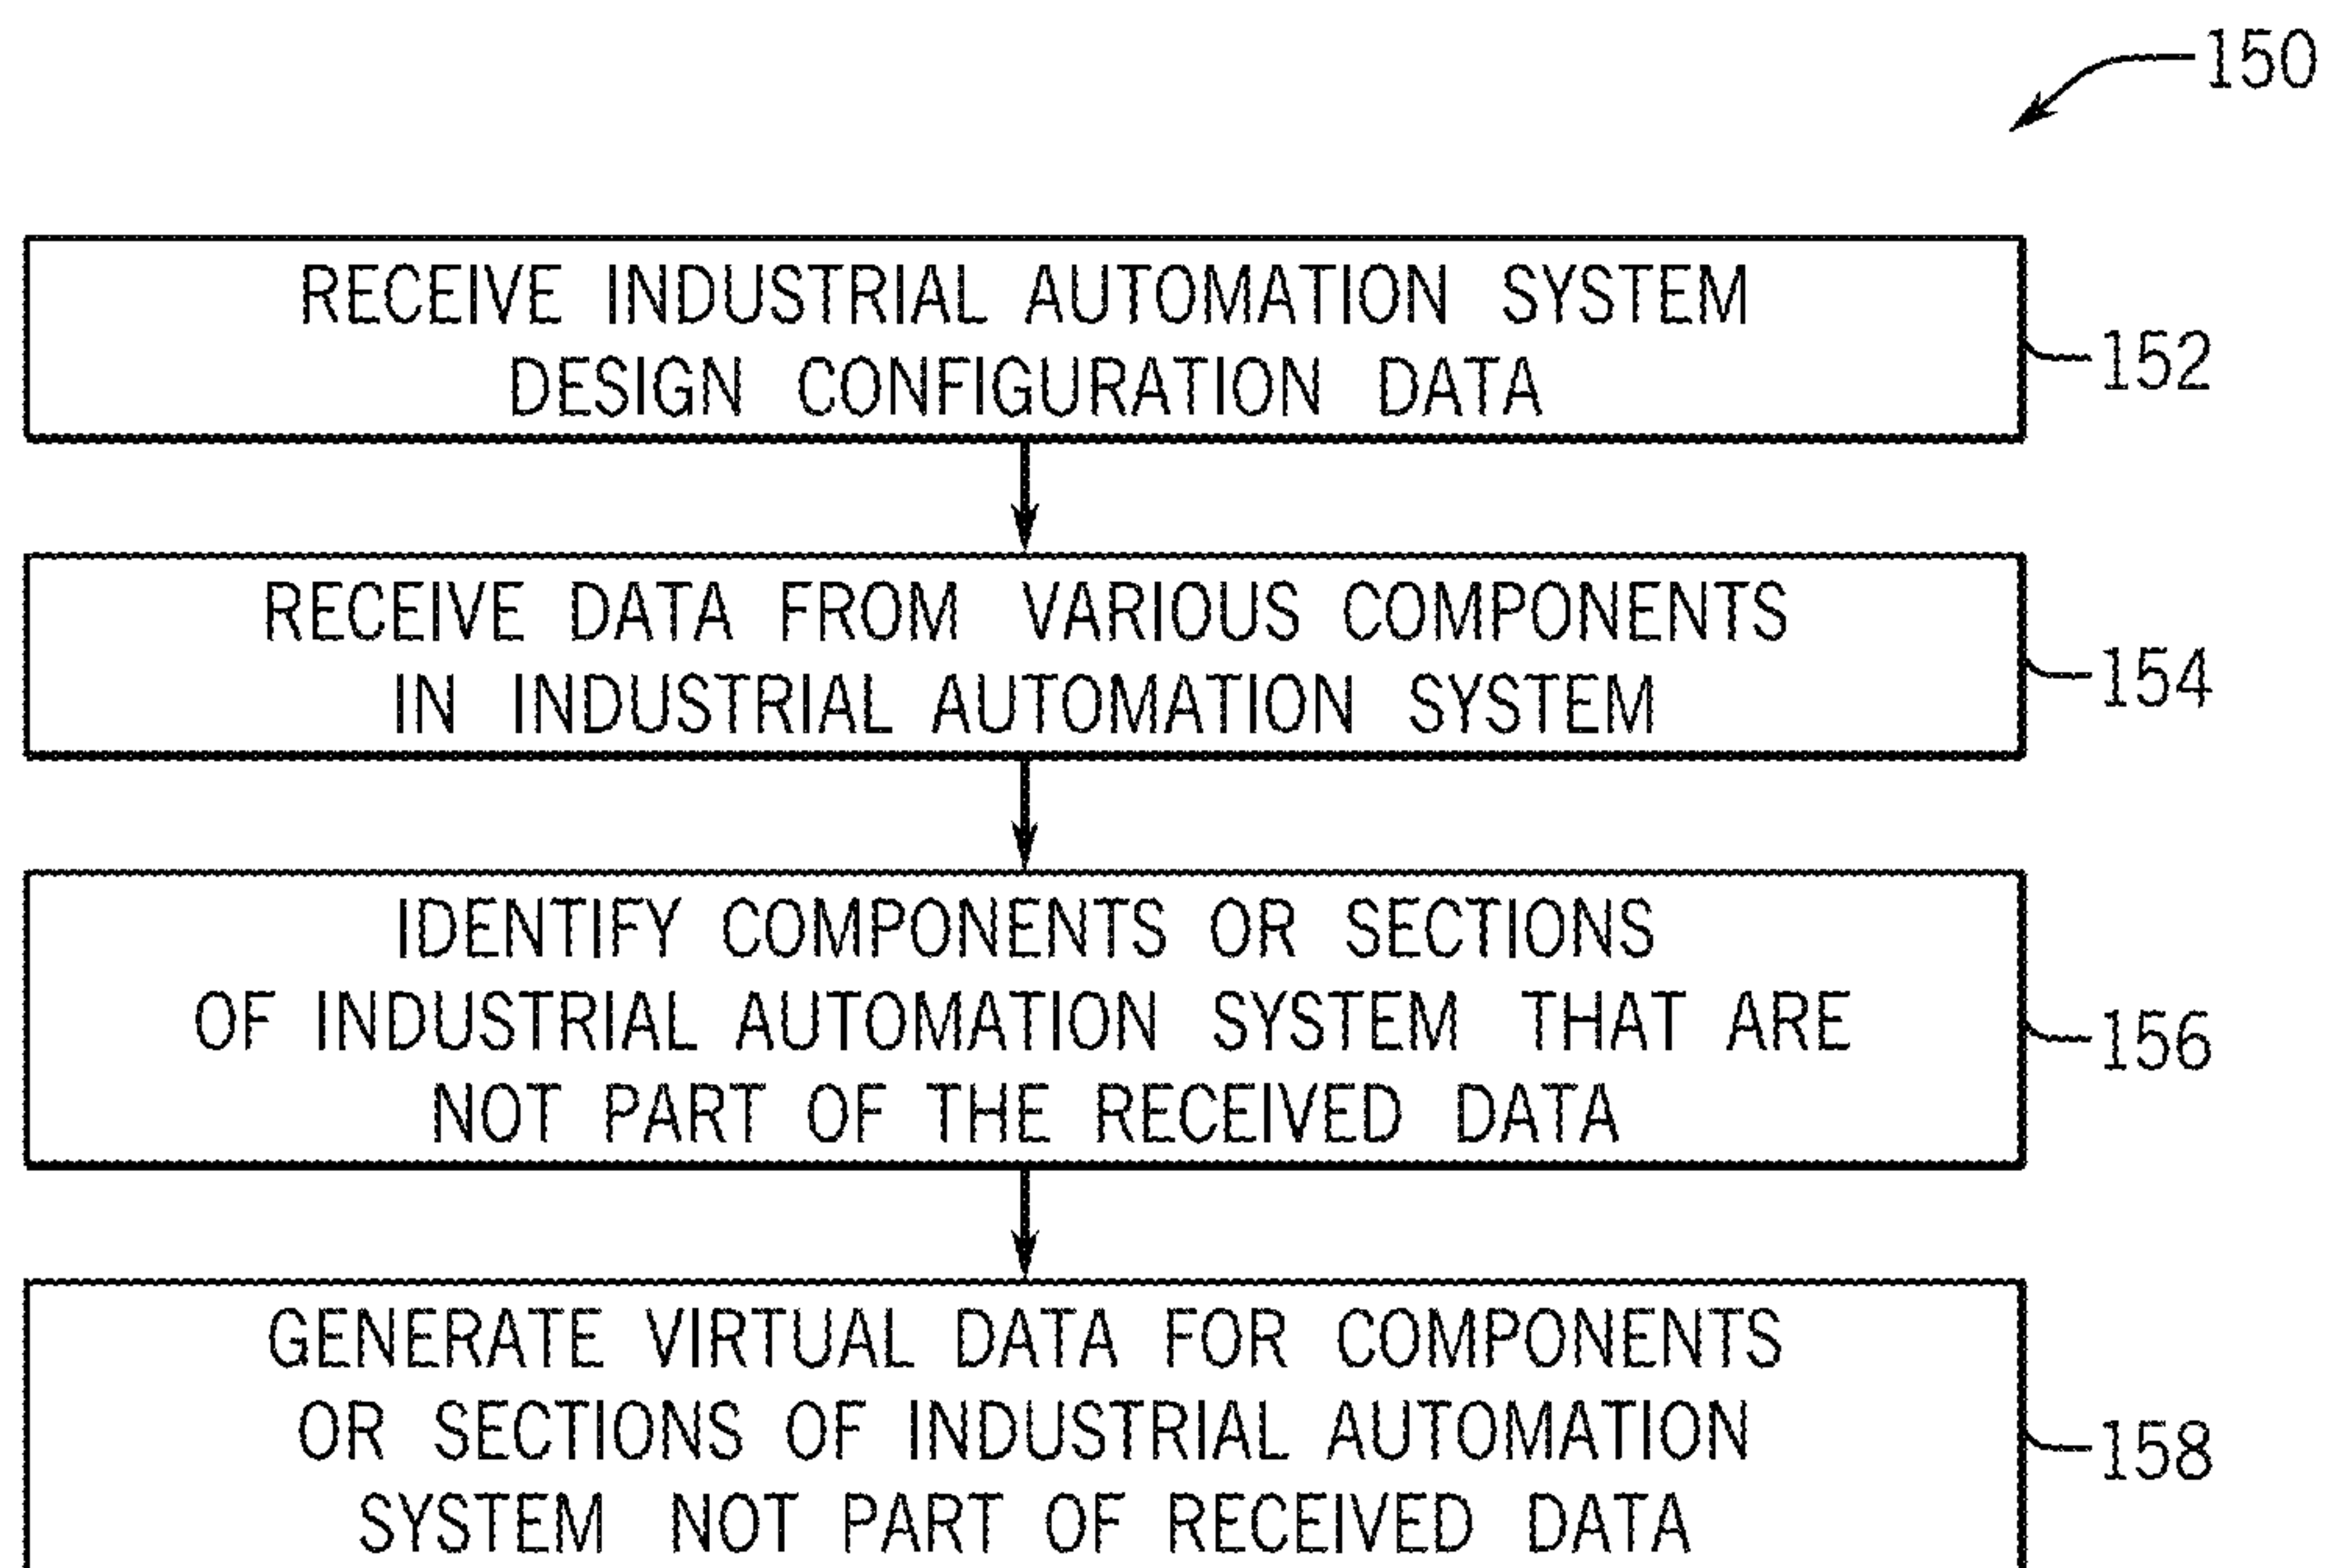 150
RECEIVE INDUSTRIAL AUTOMATION SYSTEM
DESIGN CONFIGURATION DATA
152
RECEIVE DATA FROM VARIOUS COMPONENTS
IN INDUSTRIAL AUTOMATION SYSTEM
154
IDENTIFY COMPONENTS OR SECTIONS
OF INDUSTRIAL AUTOMATION SYSTEM THAT ARE
NOT PART OF THE RECEIVED DATA
156
GENERATE VIRTUAL DATA FOR COMPONENTS
OR SECTIONS OF INDUSTRIAL AUTOMATION
SYSTEM NOT PART OF RECEIVED DATA
158